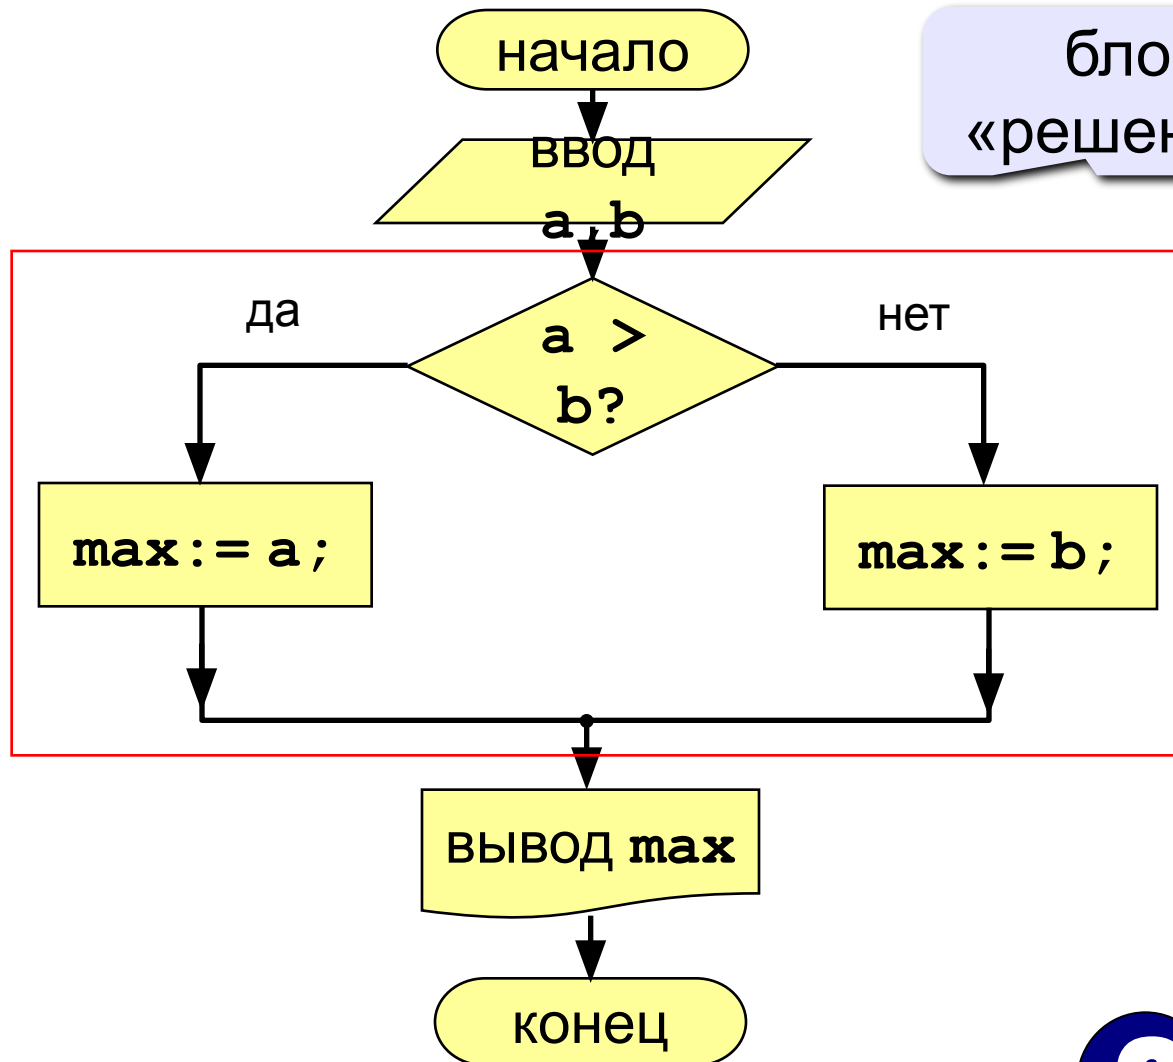 начало
бло
«решен
ввод
a,b
да
a >
b?
нет
max:= a;
max:= b;
вывод max
конец